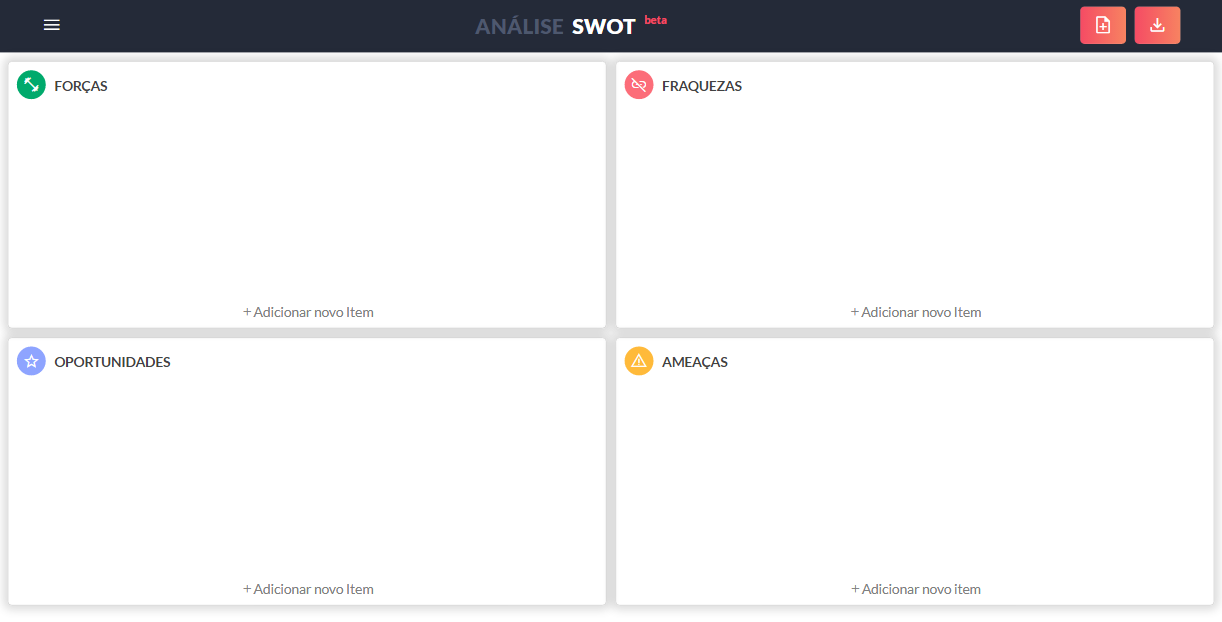 ANÁLISE SWOT beta
FORÇAS
+ Adicionar novo Item
FRAQUEZAS
+ Adicionar novo Item
OPORTUNIDADES
+ Adicionar novo Item
AMEAÇAS
+ Adicionar novo item